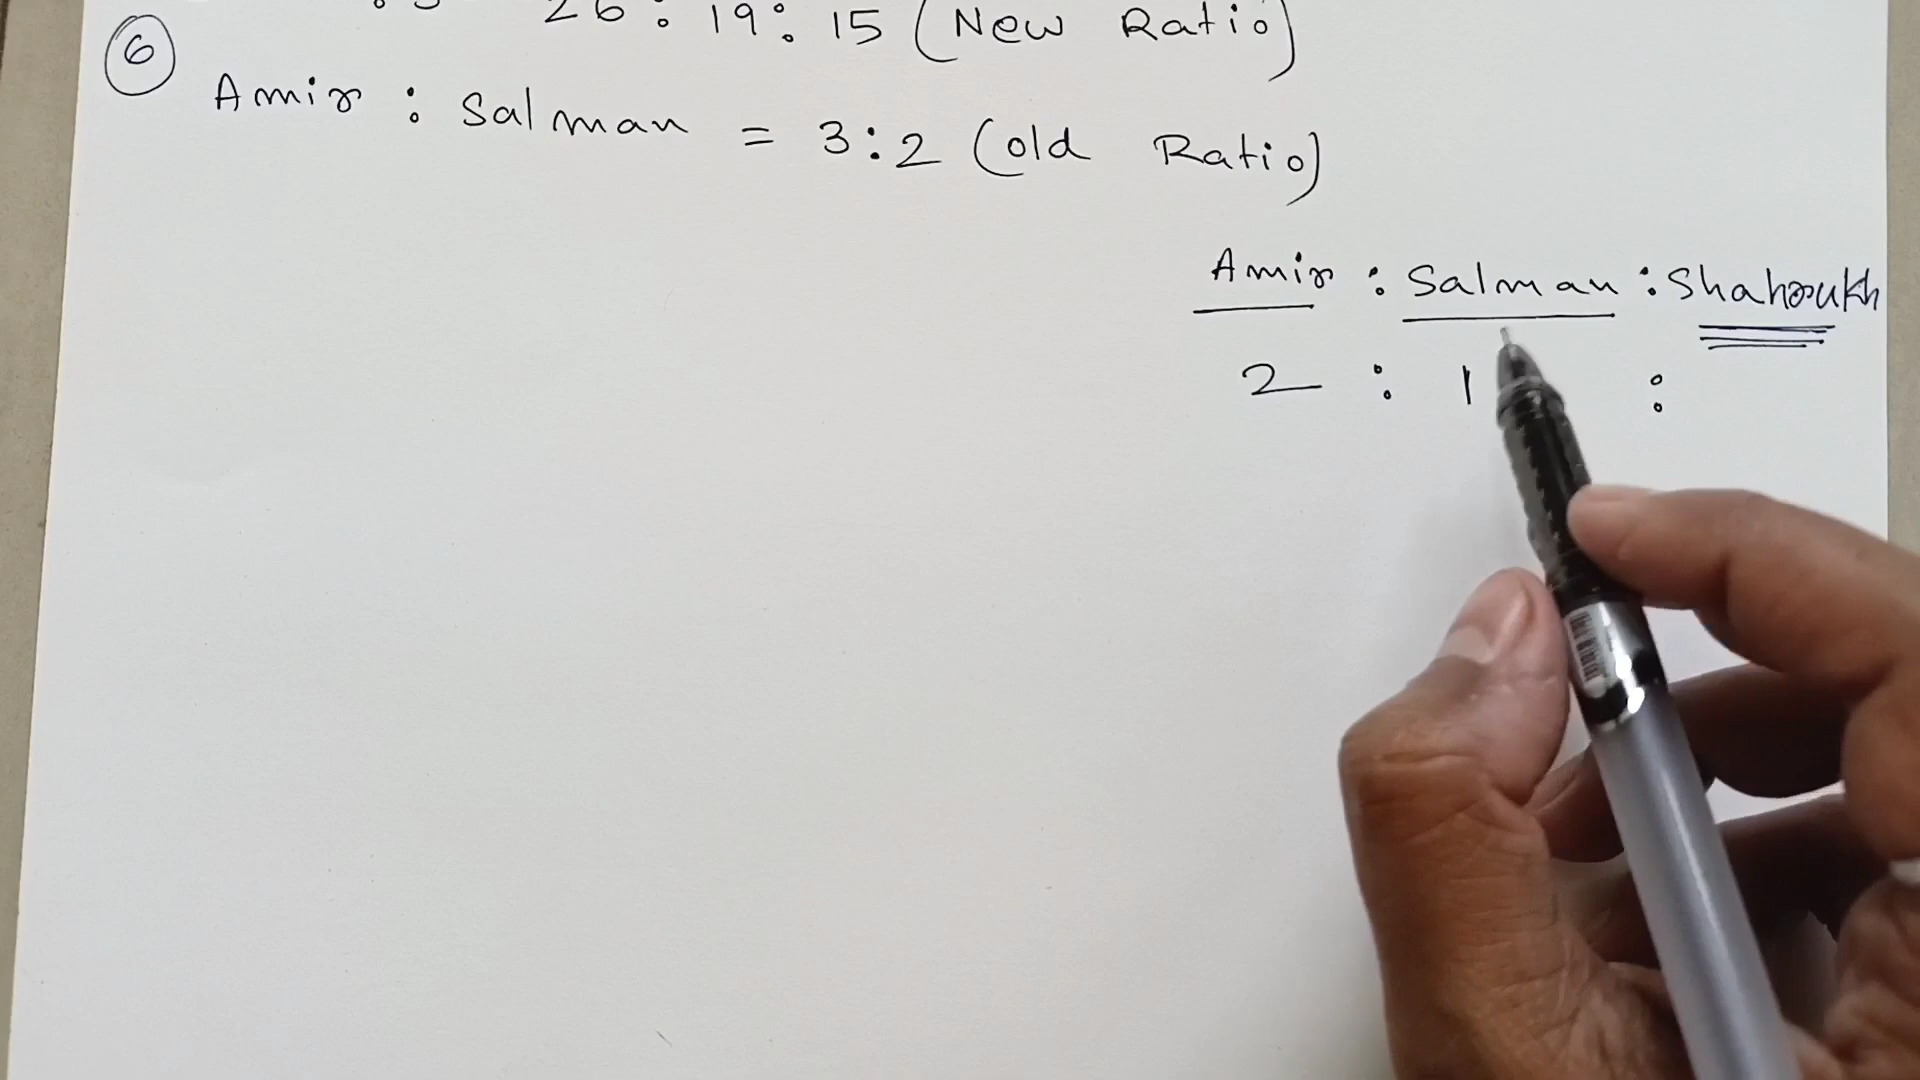 26 : 19 : 15 (New Ratio)
6
Amir : Salman = 3:2 (old Ratio)
Amir : Salman : Shahrukh
2 : 1 :